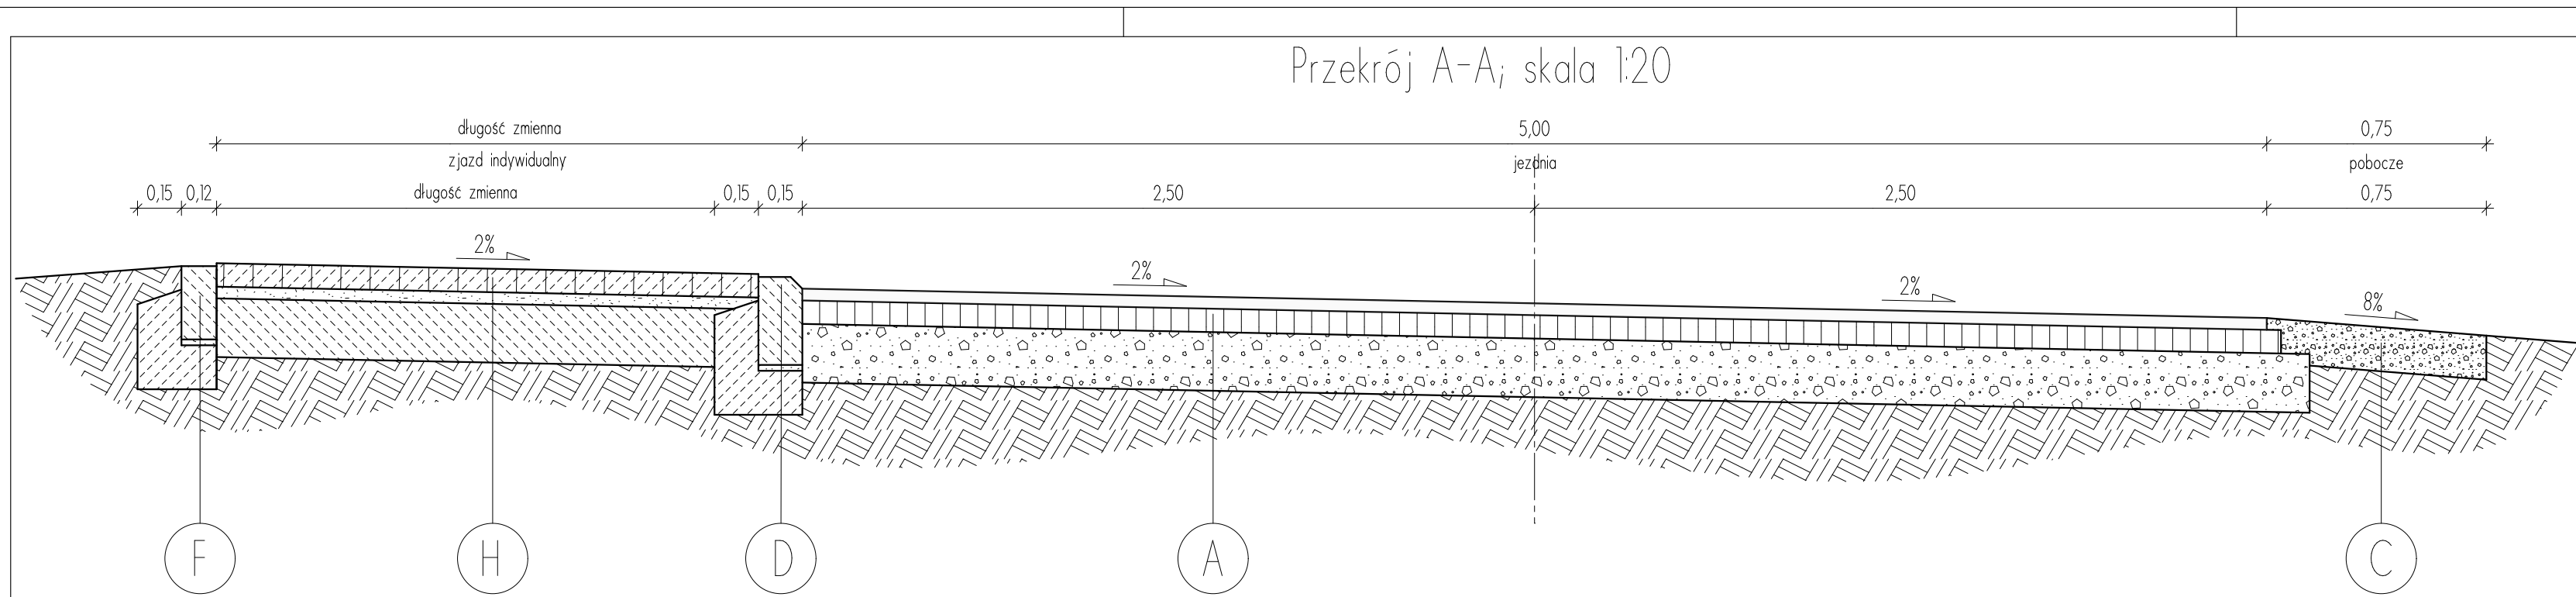 Przekrój A-A; skala 1:20
długość zmienna 5,00 0,75
zjazd indywidualny jezdnia pobocze
0,15 0,12 długość zmienna 0,15 0,15 2,50 2,50 0,75
2% 2% 2% 8%
F H D A C